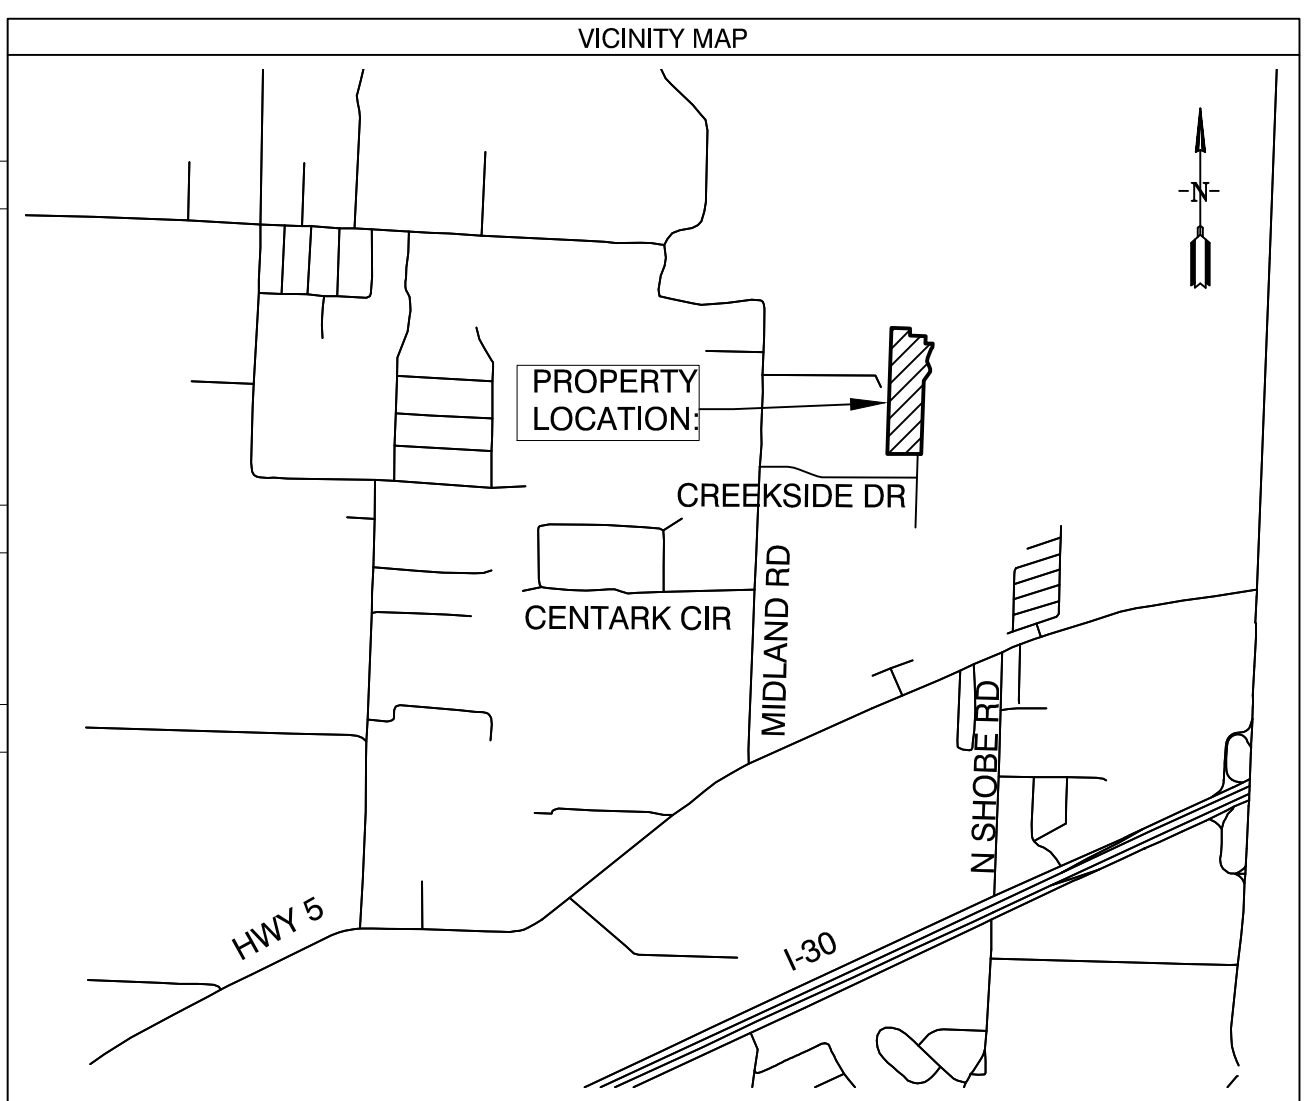 VICINITY MAP
-N-
PROPERTY
LOCATION:
CREEKSIDE DR
MIDLAND RD
CENTARK CIR
N SHOBE RD
HWY 5
I-30